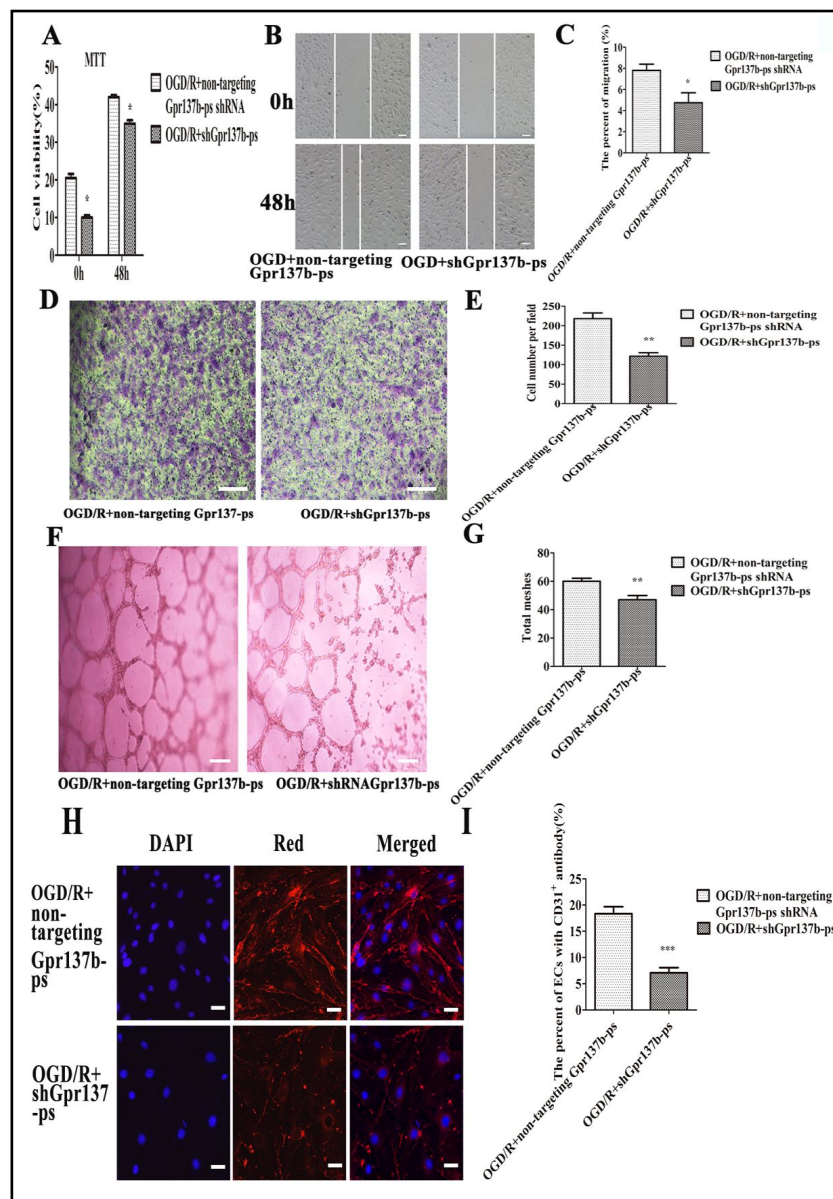 A
MTT
Cell viability(%)
50
40
30
20
10
0
0h
48h
*
*
OGD/R+non-targeting
Gpr137b-ps shRNA
OGD/R+shGpr137b-ps
B
0h
48h
OGD+non-targeting
Gpr137b-ps
OGD+shGpr137b-ps
C
The percent of migration (%)
10
8
6
4
2
0
*
OGD/R+non-targeting Gpr137b-ps
OGD/R+shGpr137b-ps
OGD/R+non-targeting
Gpr137b-ps shRNA
OGD/R+shGpr137b-ps
D
OGD/R+non-targeting Gpr137-ps
OGD/R+shGpr137b-ps
E
Cell number per field
250
200
150
100
50
0
**
OGD/R+non-targeting Gpr137b-ps
OGD/R+shGpr137b-ps
OGD/R+non-targeting
Gpr137b-ps shRNA
OGD/R+shGpr137b-ps
F
OGD/R+non-targeting Gpr137b-ps
OGD/R+shRNAGpr137b-ps
G
Total meshes
80
60
40
20
0
**
OGD/R+non-targeting Gpr137b-ps
OGD/R+shGpr137b-ps
OGD/R+non-targeting
Gpr137b-ps shRNA
OGD/R+shGpr137b-ps
H
DAPI
Red
Merged
OGD/R+
non-
targeting
Gpr137b-
ps
OGD/R+
shGpr137
-ps
I
The percent of ECs with CD31+ antibody(%)
25
20
15
10
5
0
***
OGD/R+non-targeting Gpr137b-ps
OGD/R+shGpr137b-ps
OGD/R+non-targeting
Gpr137b-ps shRNA
OGD/R+shGpr137b-ps